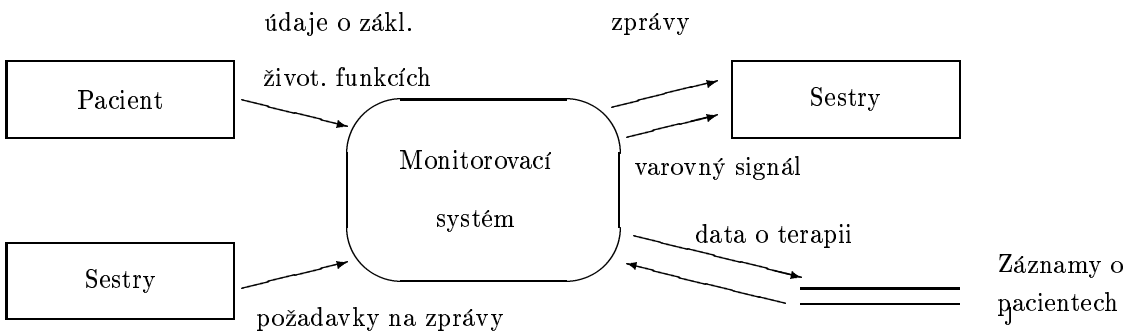 údaje o zákl.
život. funkcích
zprávy
Pacient
Sestry
Monitorovací
systém
varovný signál
data o terapii
Sestry
požadavky na zprávy
Záznamy o
pacientech